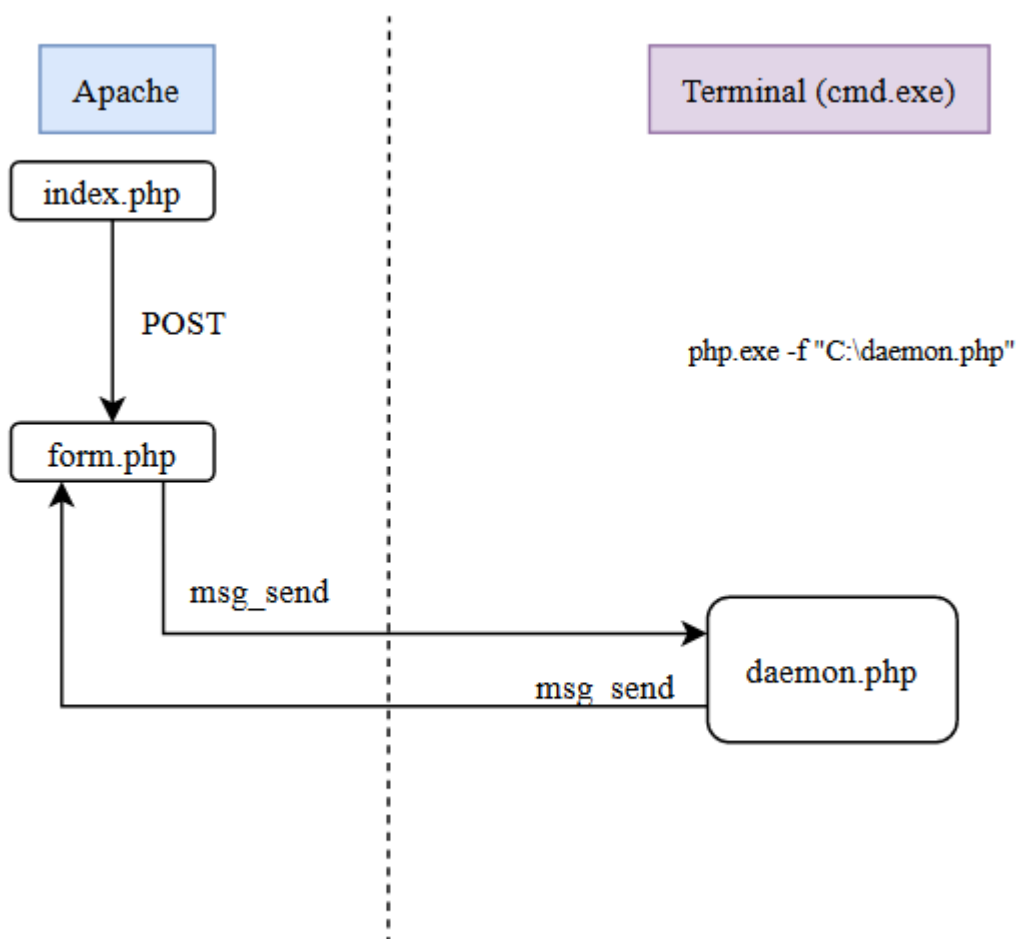 Apache
Terminal (cmd.exe)
index.php
POST
php.exe -f "C:\daemon.php"
form.php
msg_send
daemon.php
msg_send